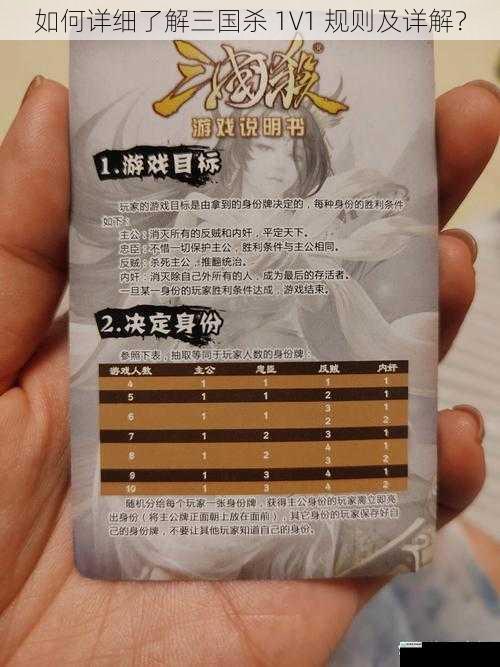 如何详细了解三国杀 1V1 规则及详解？
三国殺®
游戏说明书
1.游戏目标
玩家的游戏目标是由拿到的身份牌决定的，每种身份的胜利条件
如下：
主公：消灭所有的反贼和内奸，平定天下。
忠臣：不惜一切保护主公，胜利条件与主公相同。
反贼：杀死主公，推翻统治。
内奸：消灭除自己外所有的人，成为最后的存活者。
一旦某一身份的玩家胜利条件达成，游戏结束。
2.决定身份
参照下表，抽取等同于玩家人数的身份牌：
游戏人数 主公 忠臣 反贼 内奸
4 1 1 1 1
5 1 1 2 1
6 1 1 3 1
2 2
7 1 2 3 1
8 1 2 4 1
3 2
9 1 3 4 1
10 1 3 4 2
随机分给每个玩家一张身份牌，获得主公身份的玩家需立即亮
出身份（将主公牌正面朝上放在面前），其它身份的玩家保存好自
己的身份牌，不要让其他玩家知道自己的身份。